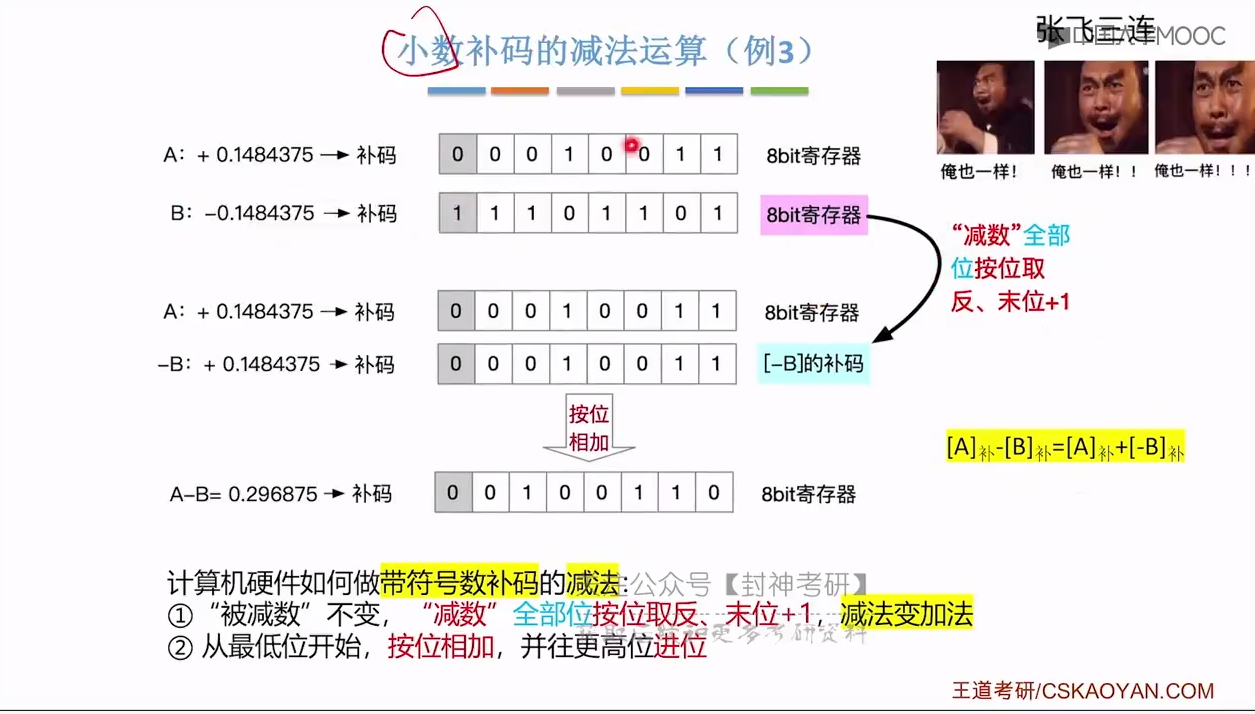 小数补码的减法运算（例3）
张飞三连
中国大学MOOC
A： + 0.1484375 → 补码 0 0 0 1 0 0 1 1 8bit寄存器
俺也一样！ 俺也一样！！ 俺也一样！！！
B： -0.1484375 → 补码 1 1 1 0 1 1 0 1 8bit寄存器
“减数”全部
位按位取
反、末位+1
A： + 0.1484375 → 补码 0 0 0 1 0 0 1 1 8bit寄存器
-B： + 0.1484375 → 补码 0 0 0 1 0 0 1 1 [-B]的补码
按位
相加
[A]补-[B]补=[A]补+[-B]补
A-B= 0.296875 → 补码 0 0 1 0 0 1 1 0 8bit寄存器
计算机硬件如何做带符号数补码的减法：
公众号【封神考研】
① “被减数”不变，“减数”全部位按位取反、末位+1，减法变加法
更多考研资料
② 从最低位开始，按位相加，并往更高位进位
王道考研/CSKAOYAN.COM